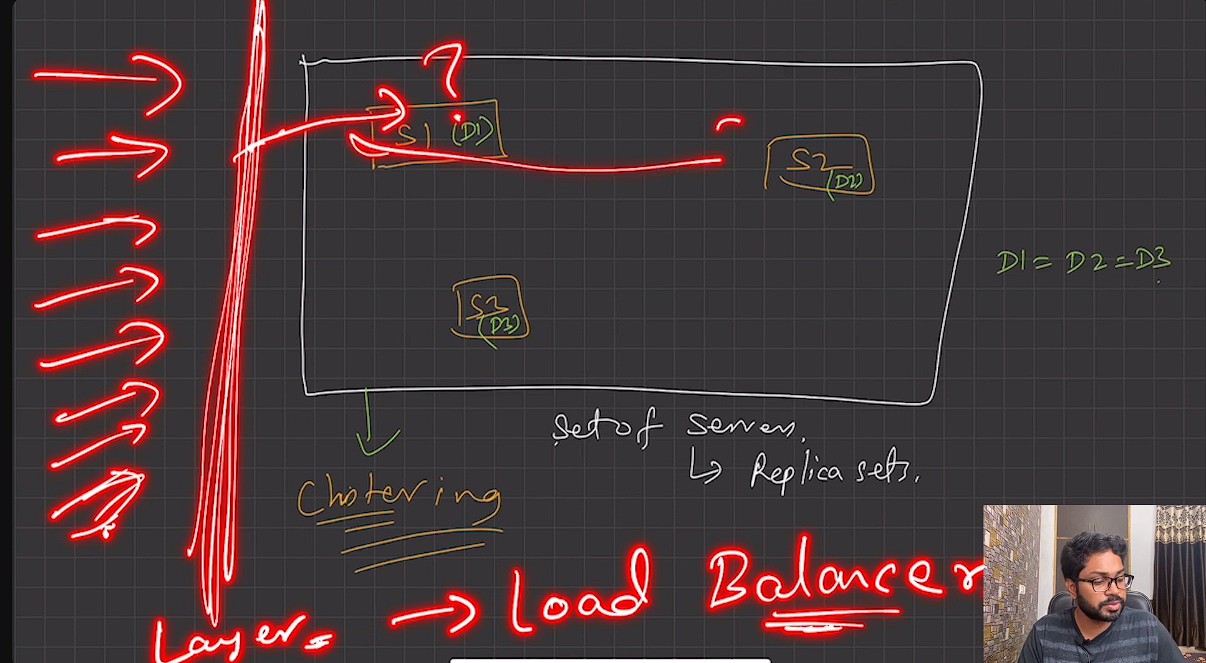 ?
S1 (D1)
S2
(D2)
S3
(D3)
D1 = D2 = D3
Set of Servers.
↳ Replica sets.
Clustering
Layer → Load Balancer